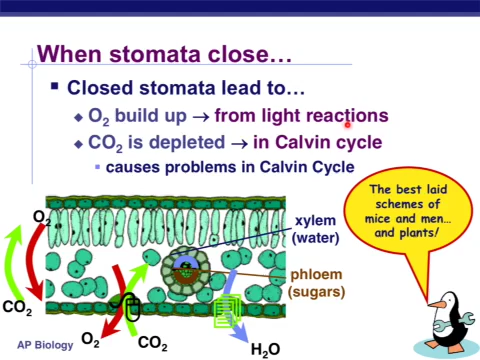 When stomata close…
Closed stomata lead to…
O2 build up → from light reactions
CO2 is depleted → in Calvin cycle
causes problems in Calvin Cycle
The best laid
schemes of
mice and men…
and plants!
O2
xylem
(water)
phloem
(sugars)
CO2
AP Biology
O2
CO2
H2O